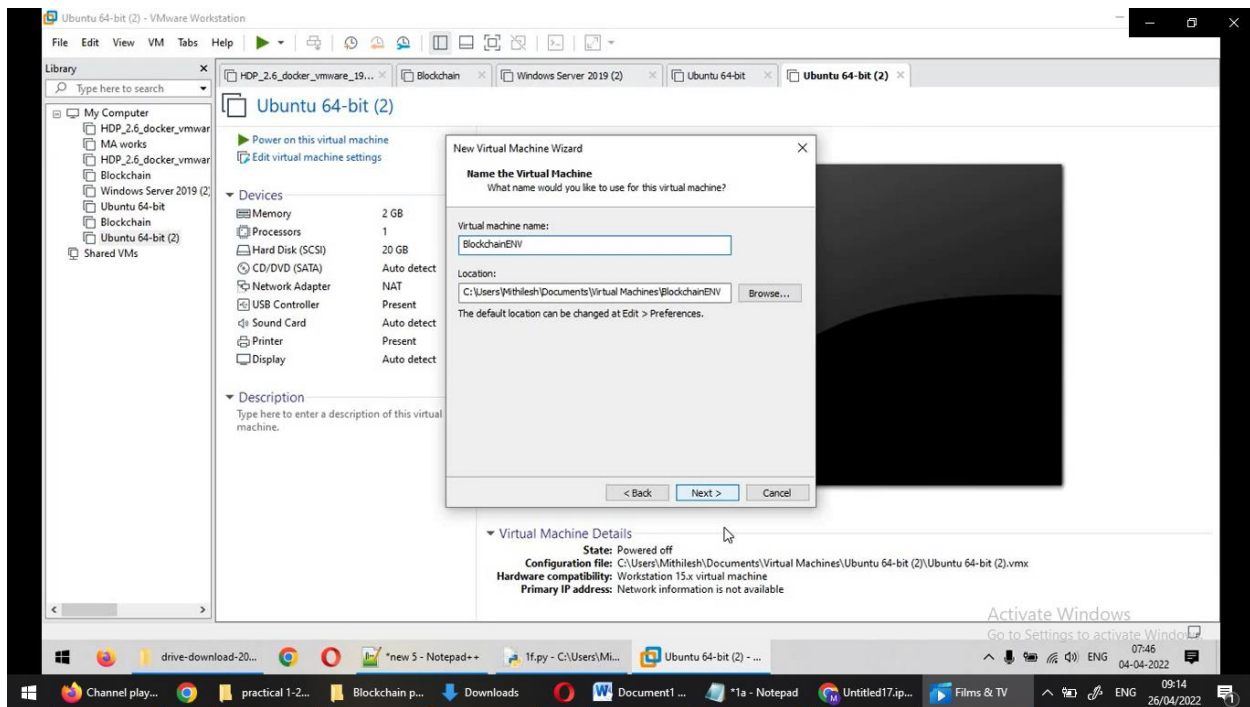 Ubuntu 64-bit (2) - VMware Workstation
File Edit View VM Tabs Help
Library
Type here to search
My Computer
HDP_2.6_docker_vmwar
MA works
HDP_2.6_docker_vmwar
Blockchain
Windows Server 2019 (2)
Ubuntu 64-bit
Blockchain
Ubuntu 64-bit (2)
Shared VMs
HDP_2.6_docker_vmware_19... Blockchain Windows Server 2019 (2) Ubuntu 64-bit Ubuntu 64-bit (2)
Ubuntu 64-bit (2)
Power on this virtual machine
Edit virtual machine settings
Devices
Memory 2 GB
Processors 1
Hard Disk (SCSI) 20 GB
CD/DVD (SATA) Auto detect
Network Adapter NAT
USB Controller Present
Sound Card Auto detect
Printer Present
Display Auto detect
Description
Type here to enter a description of this virtual
machine.
New Virtual Machine Wizard
Name the Virtual Machine
What name would you like to use for this virtual machine?
Virtual machine name:
BlockchainENV
Location:
C:\Users\Mithilesh\Documents\Virtual Machines\BlockchainENV Browse...
The default location can be changed at Edit > Preferences.
< Back Next > Cancel
Virtual Machine Details
State: Powered off
Configuration file: C:\Users\Mithilesh\Documents\Virtual Machines\Ubuntu 64-bit (2)\Ubuntu 64-bit (2).vmx
Hardware compatibility: Workstation 15.x virtual machine
Primary IP address: Network information is not available
Activate Windows
Go to Settings to activate Windows.
drive-download-20... *new 5 - Notepad++ 1f.py - C:\Users\Mi... Ubuntu 64-bit (2) - ... ENG 07:46
04-04-2022
Channel play... practical 1-2... Blockchain p... Downloads Document1 ... *1a - Notepad Untitled17.ip... Films & TV ENG 09:14
26/04/2022